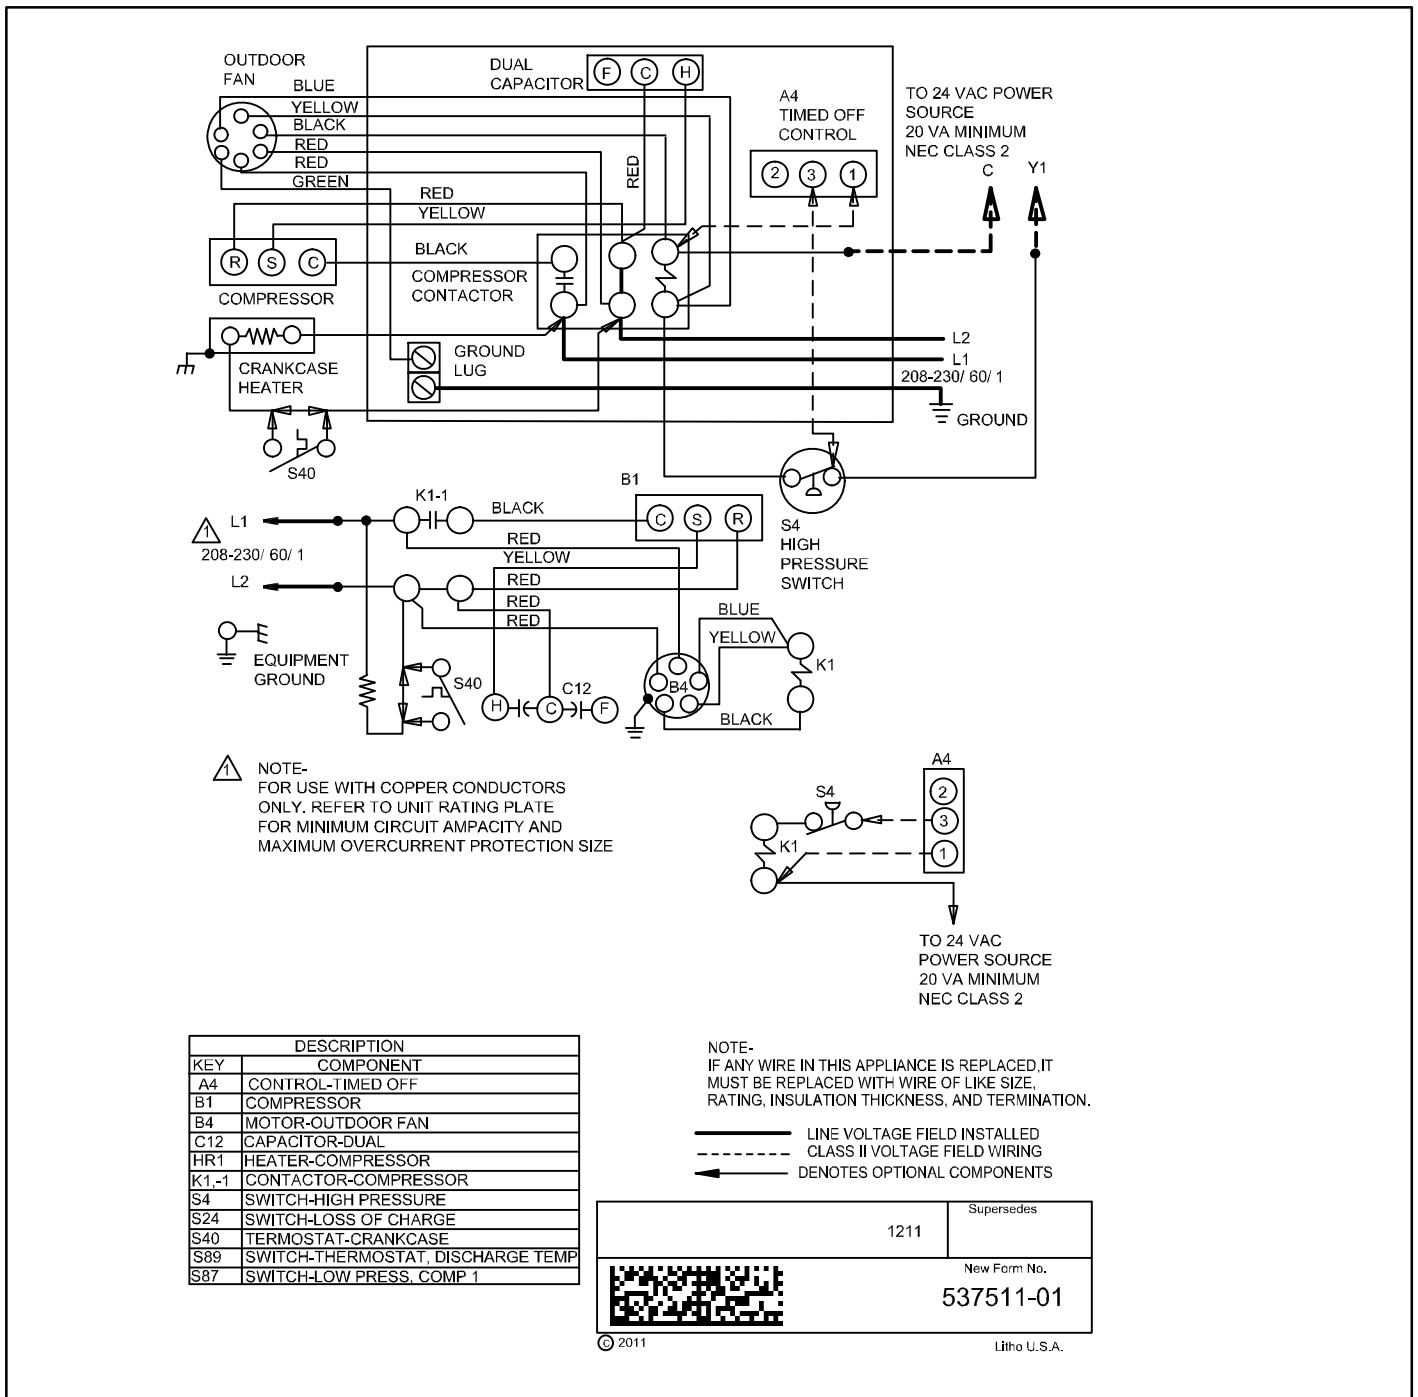 OUTDOOR
FAN
BLUE
YELLOW
BLACK
RED
RED
GREEN
DUAL
CAPACITOR
F C H
A4
TIMED OFF
CONTROL
2 3 1
TO 24 VAC POWER
SOURCE
20 VA MINIMUM
NEC CLASS 2
C Y1
RED
RED
YELLOW
BLACK
R S C
COMPRESSOR
COMPRESSOR
CONTACTOR
CRANKCASE
HEATER
GROUND
LUG
L2
L1
208-230/ 60/ 1
GROUND
S40
S4
HIGH
PRESSURE
SWITCH
B1
K1-1
BLACK
C S R
1
L1
208-230/ 60/ 1
L2
RED
YELLOW
RED
RED
RED
BLUE
YELLOW
K1
B4
BLACK
EQUIPMENT
GROUND
S40
C12
H C F
1
NOTE-
FOR USE WITH COPPER CONDUCTORS
ONLY. REFER TO UNIT RATING PLATE
FOR MINIMUM CIRCUIT AMPACITY AND
MAXIMUM OVERCURRENT PROTECTION SIZE
A4
2
3
1
S4
K1
TO 24 VAC
POWER SOURCE
20 VA MINIMUM
NEC CLASS 2
DESCRIPTION
KEY COMPONENT
A4 CONTROL-TIMED OFF
B1 COMPRESSOR
B4 MOTOR-OUTDOOR FAN
C12 CAPACITOR-DUAL
HR1 HEATER-COMPRESSOR
K1,-1 CONTACTOR-COMPRESSOR
S4 SWITCH-HIGH PRESSURE
S24 SWITCH-LOSS OF CHARGE
S40 TERMOSTAT-CRANKCASE
S89 SWITCH-THERMOSTAT, DISCHARGE TEMP
S87 SWITCH-LOW PRESS, COMP 1
NOTE-
IF ANY WIRE IN THIS APPLIANCE IS REPLACED,IT
MUST BE REPLACED WITH WIRE OF LIKE SIZE,
RATING, INSULATION THICKNESS, AND TERMINATION.
LINE VOLTAGE FIELD INSTALLED
CLASS II VOLTAGE FIELD WIRING
DENOTES OPTIONAL COMPONENTS
1211
Supersedes
New Form No.
537511-01
© 2011
Litho U.S.A.